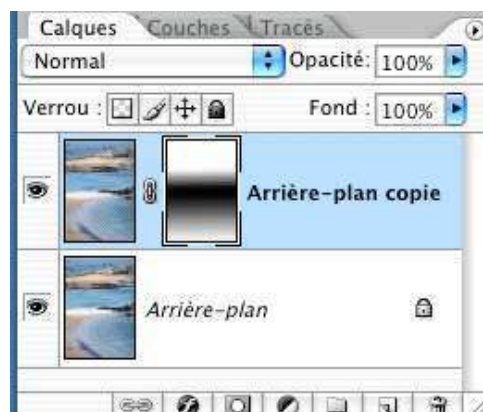 Calques Couches Tracés
Normal Opacité: 100%
Verrou : Fond : 100%
Arrière-plan copie
Arrière-plan